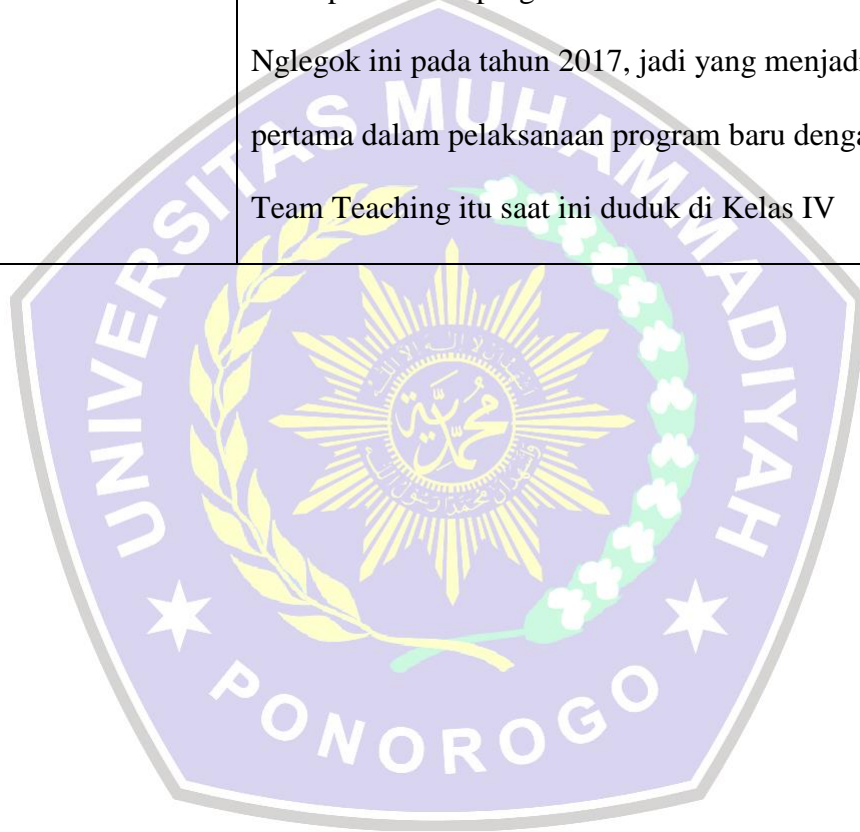 Nglegok ini pada tahun 2017, jadi yang menjadi
pertama dalam pelaksanaan program baru denga
Team Teaching itu saat ini duduk di Kelas IV
UNIVERSITAS MUHAMMADIYAH
PONOROGO
محمدية